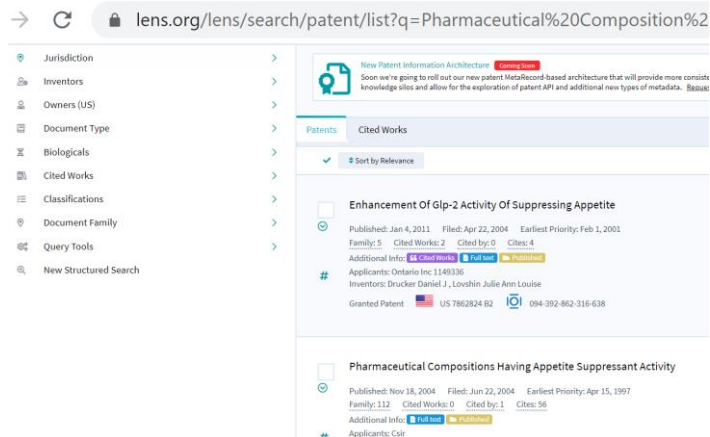 lens.org/lens/search/patent/list?q=Pharmaceutical%20Composition%2
Jurisdiction
Inventors
Owners (US)
Document Type
Biologicals
Cited Works
Classifications
Document Family
Query Tools
New Structured Search
New Patent Information Architecture Coming Soon
Soon we're going to roll out our new patent MetaRecord-based architecture that will provide more consiste
knowledge silos and allow for the exploration of patent API and additional new types of metadata. Reques
Patents Cited Works
Sort by Relevance
Enhancement Of Glp-2 Activity Of Suppressing Appetite
Published: Jan 4, 2011 Filed: Apr 22, 2004 Earliest Priority: Feb 1, 2001
Family: 5 Cited Works: 2 Cited by: 0 Cites: 4
Additional Info: Cited Works Full text Published
# Applicants: Ontario Inc 1149336
Inventors: Drucker Daniel J , Lovshin Julie Ann Louise
Granted Patent US 7862824 B2 094-392-862-316-638
Pharmaceutical Compositions Having Appetite Suppressant Activity
Published: Nov 18, 2004 Filed: Jun 22, 2004 Earliest Priority: Apr 15, 1997
Family: 112 Cited Works: 0 Cited by: 1 Cites: 56
Additional Info: Full text Published
# Applicants: Csir